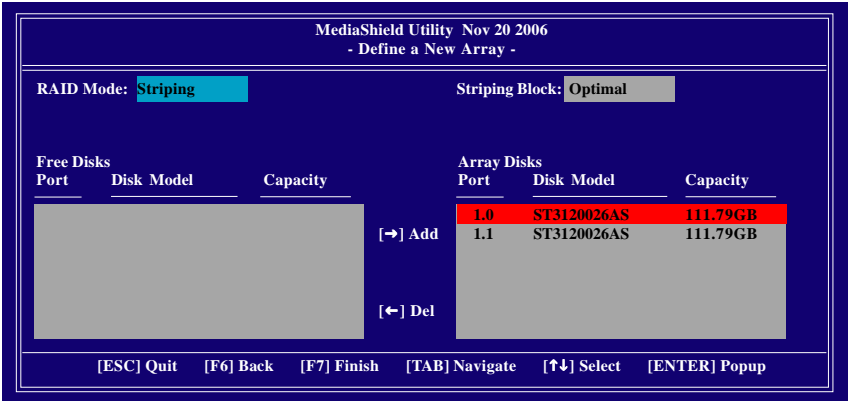 MediaShield Utility Nov 20 2006
- Define a New Array -
RAID Mode: Striping
Striping Block: Optimal
Free Disks
Port Disk Model Capacity
Array Disks
Port Disk Model Capacity
1.0 ST3120026AS 111.79GB
1.1 ST3120026AS 111.79GB
[→] Add
[←] Del
[ESC] Quit [F6] Back [F7] Finish [TAB] Navigate [↑↓] Select [ENTER] Popup